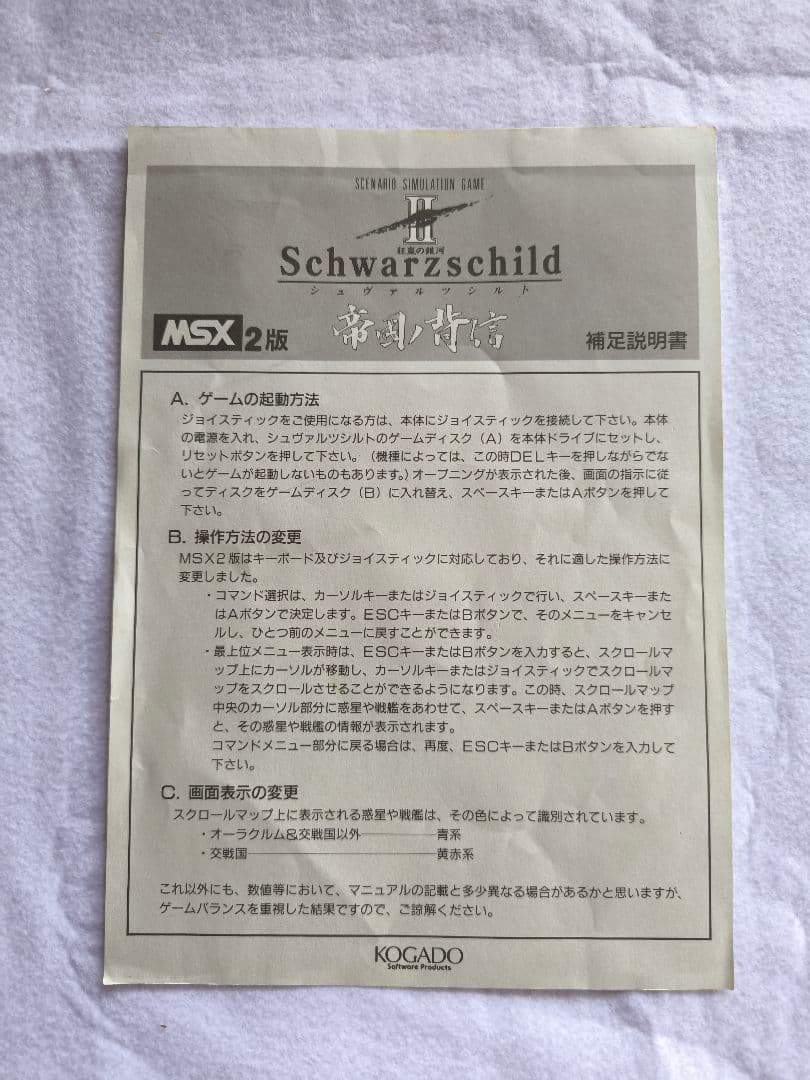 SCENARIO SIMULATION GAME
II
狂嵐の銀河
Schwarzschild
シュヴァルツシルト
MSX2版
帝国ノ背信
補足説明書
A. ゲームの起動方法
ジョイスティックをご使用になる方は、本体にジョイスティックを接続して下さい。本体
の電源を入れ、シュヴァルツシルトのゲームディスク（A）を本体ドライブにセットし、
リセットボタンを押して下さい。（機種によっては、この時DELキーを押しながらでな
いとゲームが起動しないものもあります。）オープニングが表示された後、画面の指示に従
ってディスクをゲームディスク（B）に入れ替え、スペースキーまたはAボタンを押して
下さい。
B. 操作方法の変更
MSX2版はキーボード及びジョイスティックに対応しており、それに適した操作方法に
変更しました。
・コマンド選択は、カーソルキーまたはジョイスティックで行い、スペースキーまた
はAボタンで決定します。ESCキーまたはBボタンで、そのメニューをキャンセ
ルし、ひとつ前のメニューに戻すことができます。
・最上位メニュー表示時は、ESCキーまたはBボタンを入力すると、スクロールマ
ップ上にカーソルが移動し、カーソルキーまたはジョイスティックでスクロールマ
ップをスクロールさせることができるようになります。この時、スクロールマップ
中央のカーソル部分に惑星や戦艦をあわせて、スペースキーまたはAボタンを押す
と、その惑星や戦艦の情報が表示されます。
コマンドメニュー部分に戻る場合は、再度、ESCキーまたはBボタンを入力して
下さい。
C. 画面表示の変更
スクロールマップ上に表示される惑星や戦艦は、その色によって識別されています。
・オーラクルム&交戦国以外――――青系
・交戦国――――――――――黄赤系
これ以外にも、数値等において、マニュアルの記載と多少異なる場合があるかと思いますが、
ゲームバランスを重視した結果ですので、ご諒解ください。
KOGADO
Software Products